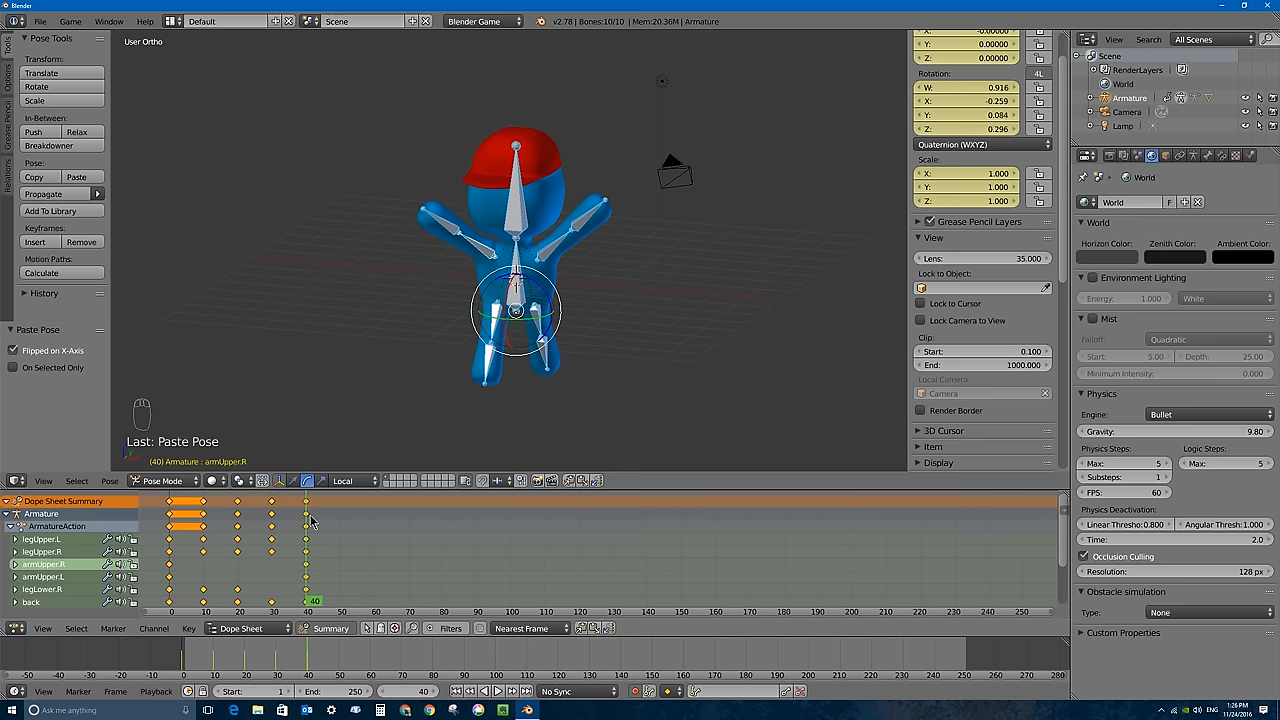 Blender
File Game Window Help Default Scene Blender Game v2.78 | Bones:10/10 | Mem:20.36M | Armature
Pose Tools
Transform:
Translate
Rotate
Scale
In-Between:
Push Relax
Breakdowner
Pose:
Copy Paste
Propagate
Add To Library
Keyframes:
Insert Remove
Motion Paths:
Calculate
History
Paste Pose
Flipped on X-Axis
On Selected Only
Tools
Options
Grease Pencil
Relations
User Ortho
Last: Paste Pose
(40) Armature : armUpper.R
X: -0.00000
Y: 0.00000
Z: 0.00000
Rotation: 4L
W: 0.916
X: -0.259
Y: 0.084
Z: 0.296
Quaternion (WXYZ)
Scale:
X: 1.000
Y: 1.000
Z: 1.000
Grease Pencil Layers
View
Lens: 35.000
Lock to Object:
Lock to Cursor
Lock Camera to View
Clip:
Start: 0.100
End: 1000.000
Local Camera:
Camera
Render Border
3D Cursor
Item
Display
View Search All Scenes
Scene
RenderLayers
World
Armature
Camera
Lamp
World
World F
World
Horizon Color: Zenith Color: Ambient Color:
Environment Lighting
Energy: 1.000 White
Mist
Falloff: Quadratic
Start: 5.00 Depth: 25.00
Minimum Intensity: 0.000
Physics
Engine: Bullet
Gravity: 9.80
Physics Steps: Logic Steps:
Max: 5 Max: 5
Substeps: 1
FPS: 60
Physics Deactivation:
Linear Thresho:0.800 Angular Thresh:1.000
Time: 2.0
Occlusion Culling
Resolution: 128 px
Obstacle simulation
Type: None
Custom Properties
View Select Pose Pose Mode Local
Dope Sheet Summary
Armature
ArmatureAction
legUpper.L
legUpper.R
armUpper.R
armUpper.L
legLower.R
back
40
0 10 20 30 40 50 60 70 80 90 100 110 120 130 140 150 160 170 180 190 200 210 220 230 240 250
View Select Marker Channel Key Dope Sheet Summary Filters Nearest Frame
-50 -40 -30 -20 -10 0 10 20 30 40 50 60 70 80 90 100 110 120 130 140 150 160 170 180 190 200 210 220 230 240 250 260 270 280
View Marker Frame Playback Start: 1 End: 250 40 No Sync
Ask me anything
ENG
1:26 PM
11/24/2016